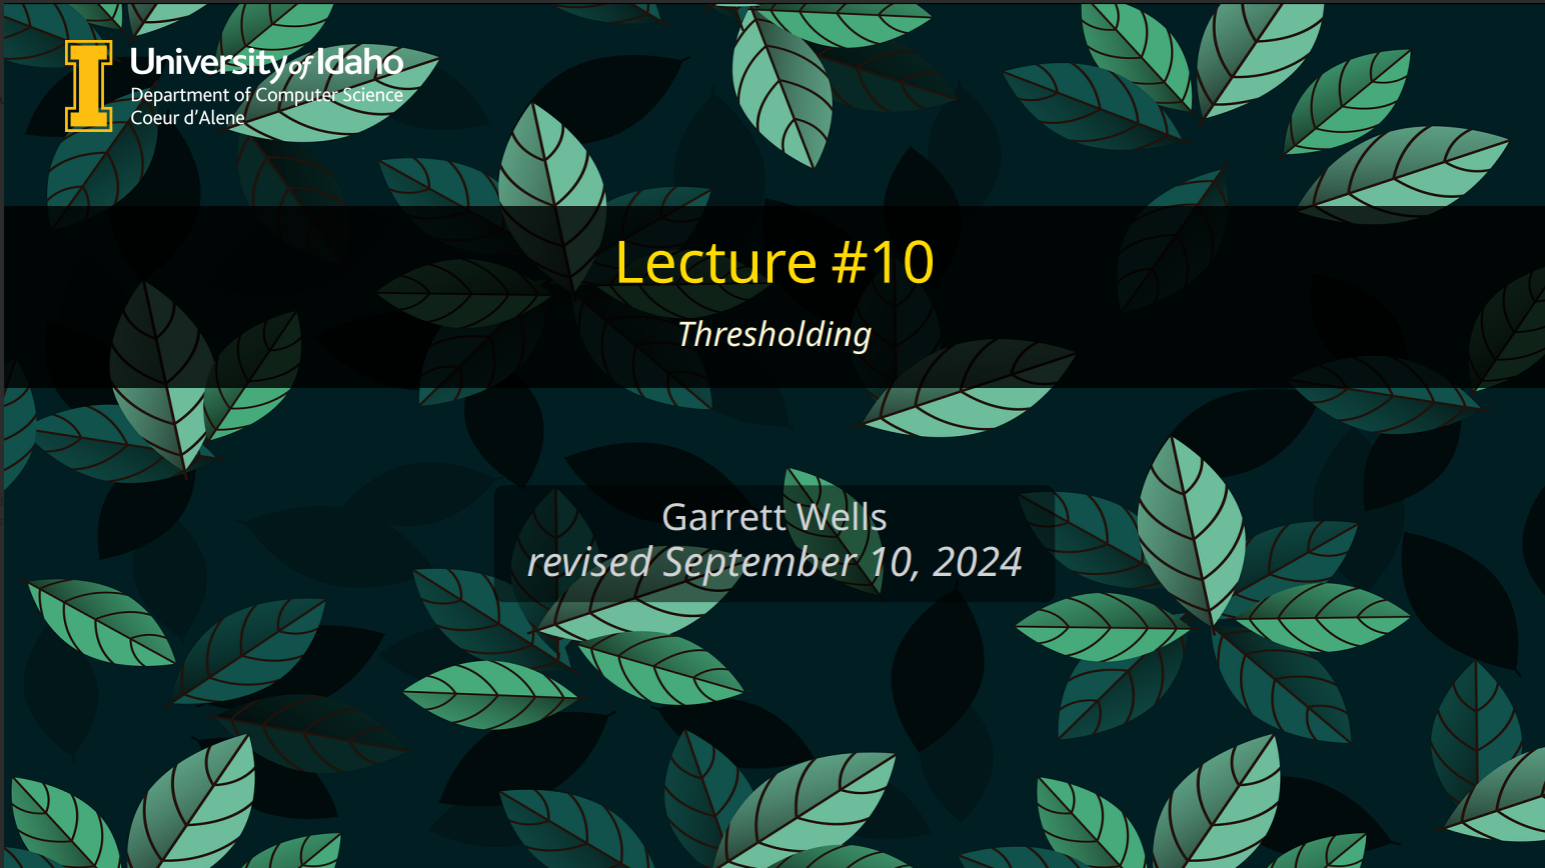 University of Idaho
Department of Computer Science
Coeur d'Alene
Lecture #10
Thresholding
Garrett Wells
revised September 10, 2024